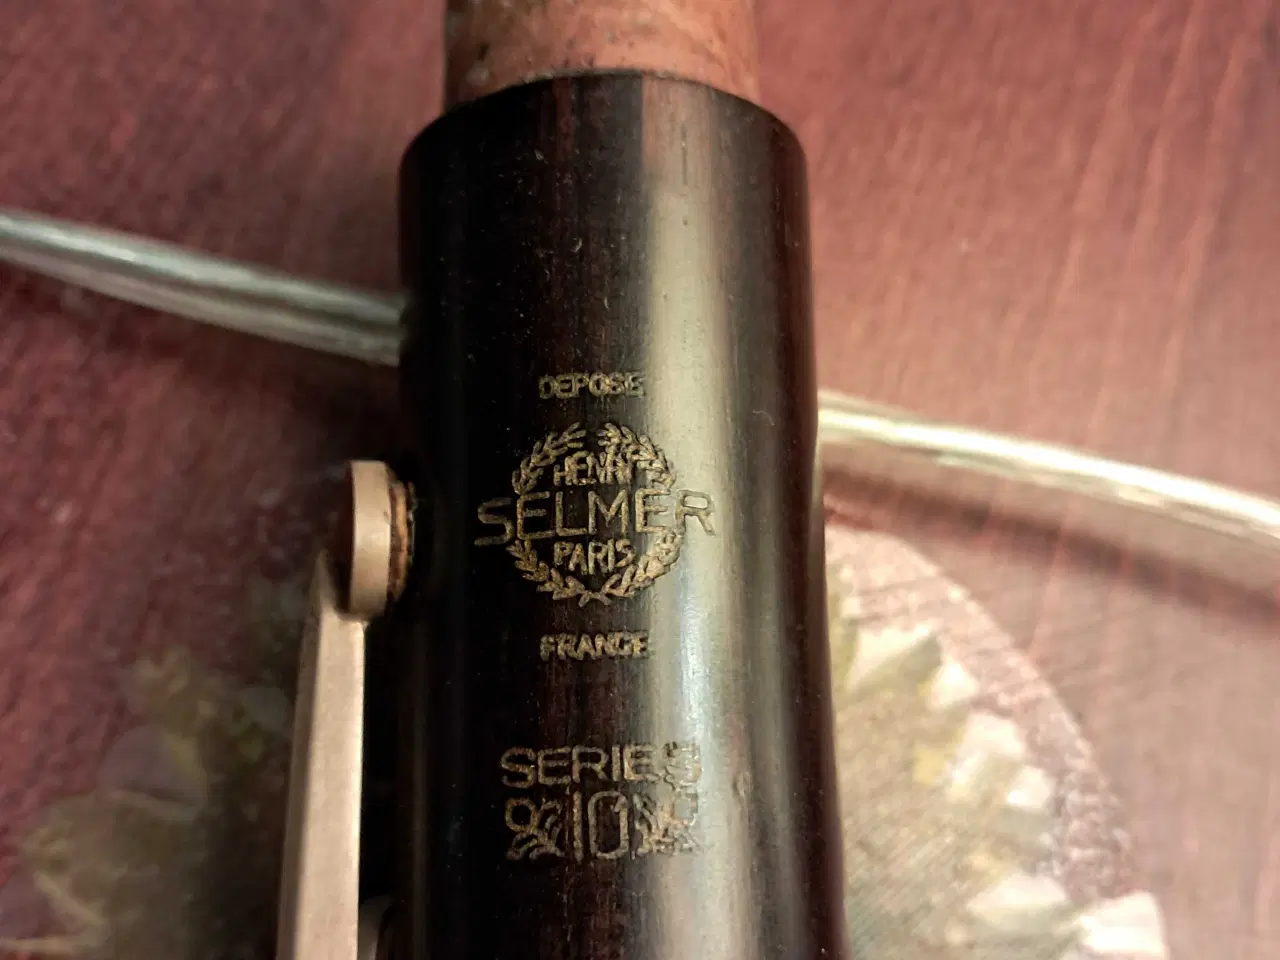 DEPOSE
HENRI
SELMER
PARIS
FRANCE
SERIES
10